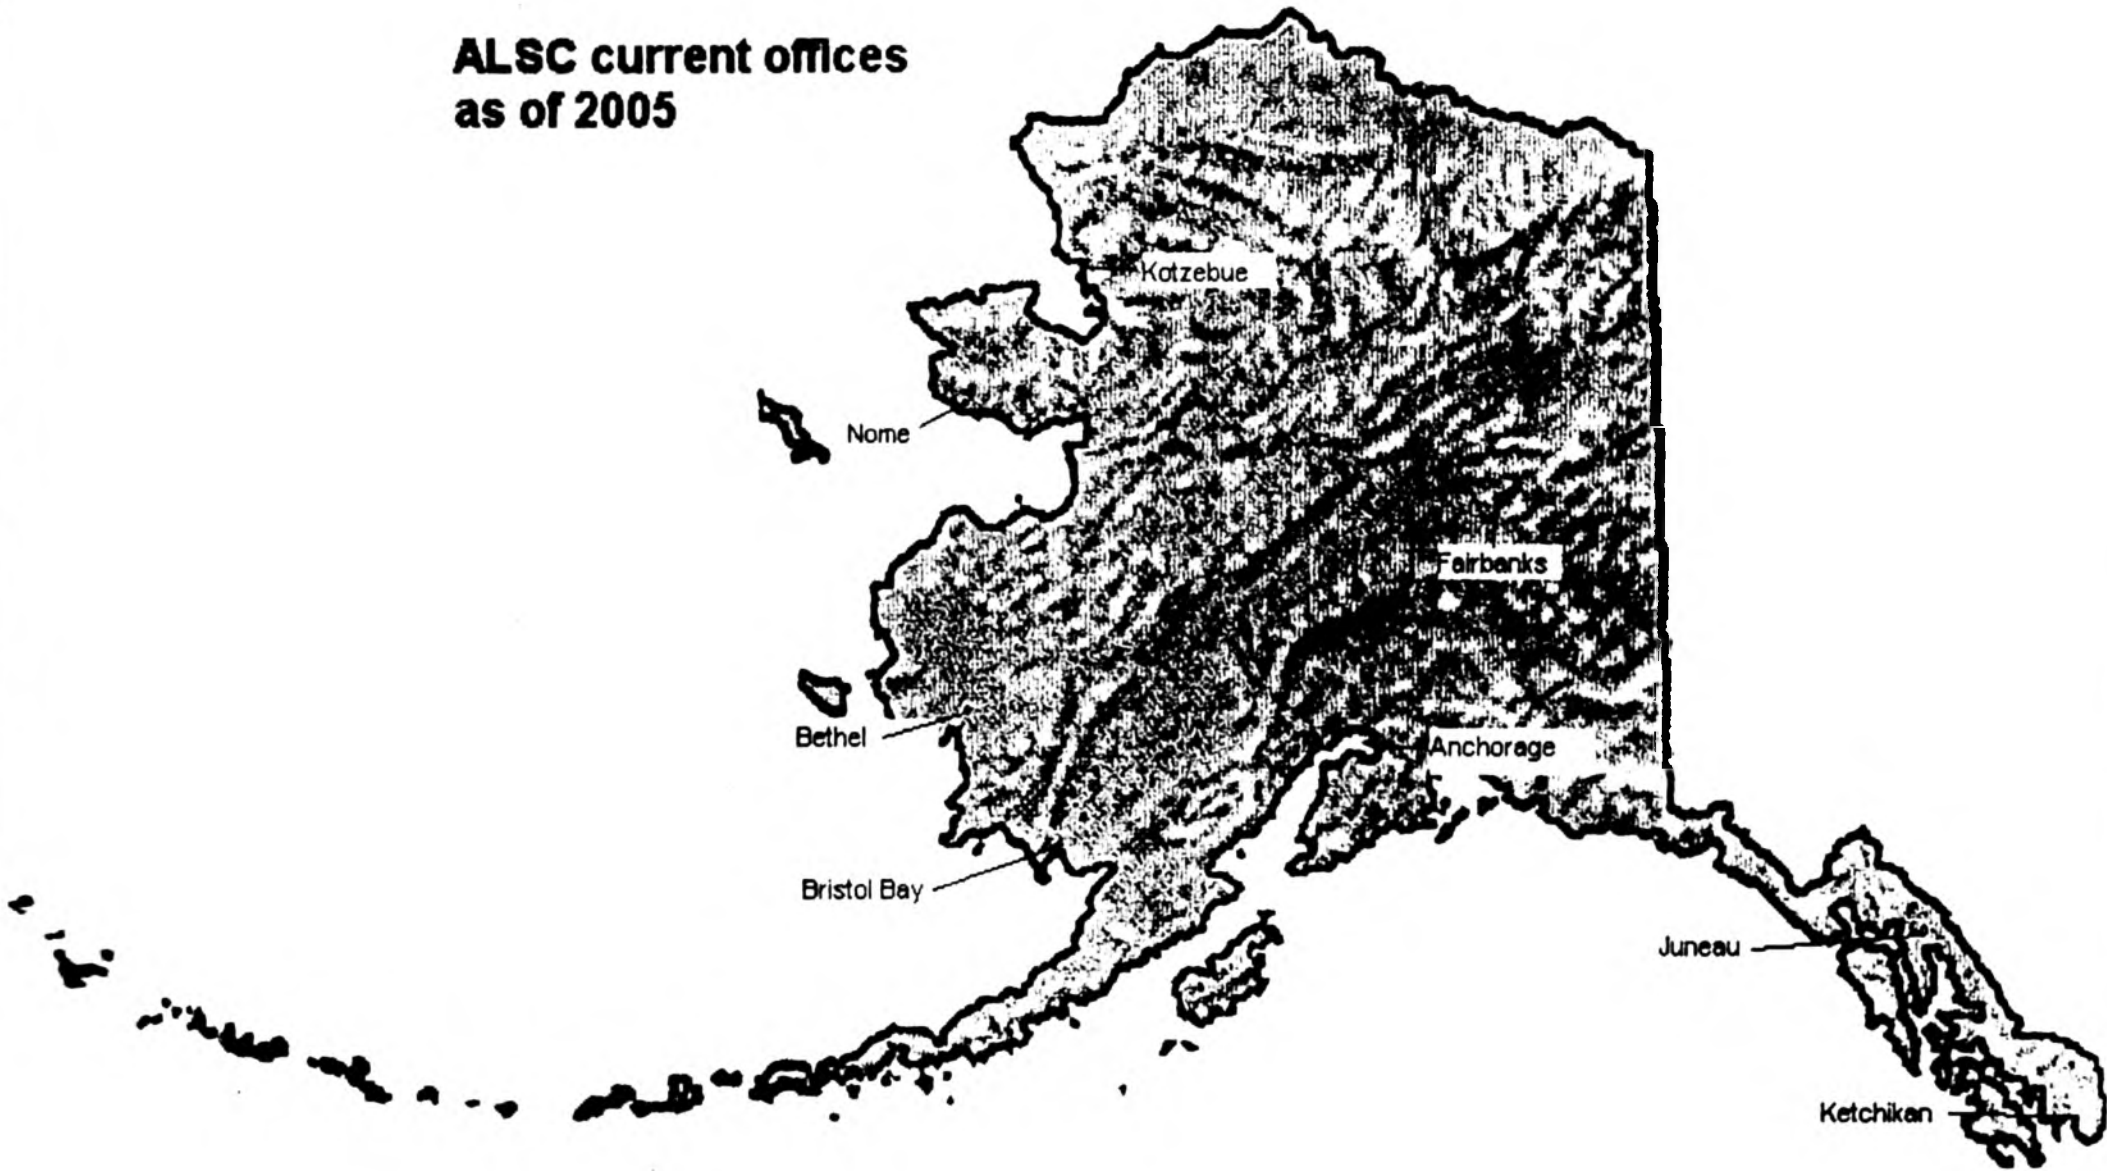 ALSC current offices
as of 2005
Kotzebue
Nome
Fairbanks
Bethel
Anchorage
Bristol Bay
Juneau
Ketchikan